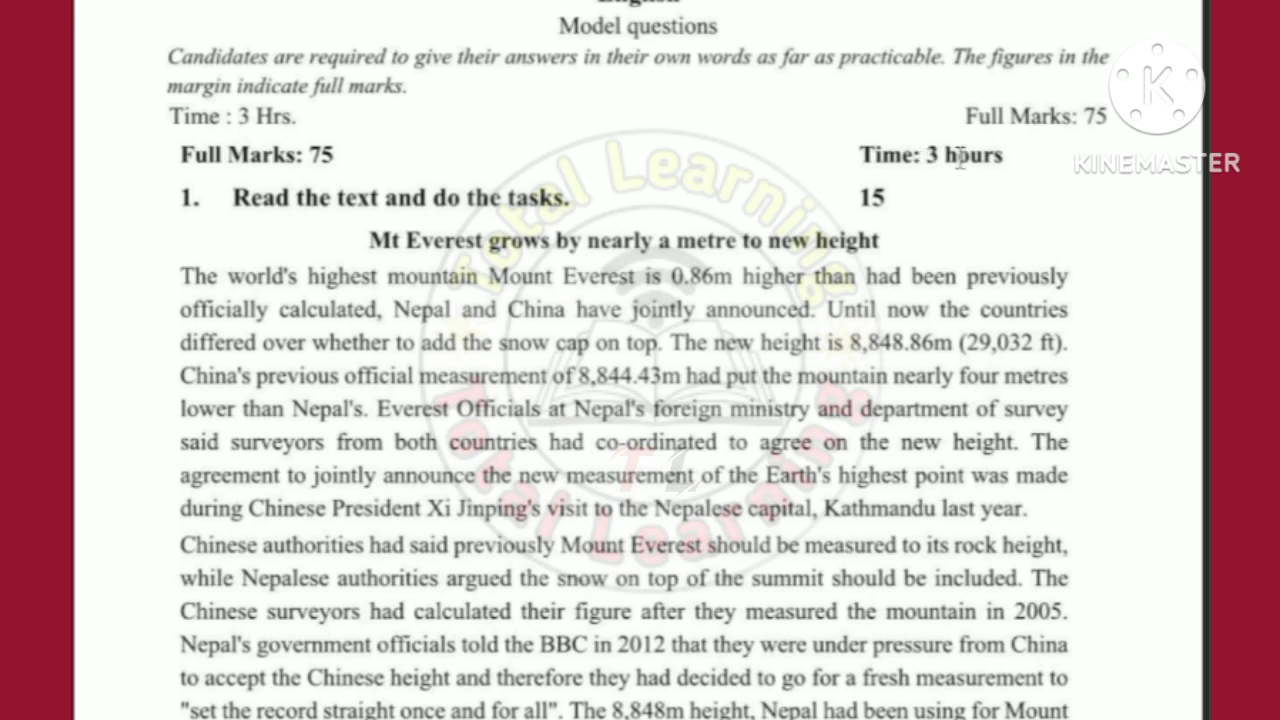 English
Model questions
Candidates are required to give their answers in their own words as far as practicable. The figures in the
margin indicate full marks.
Time : 3 Hrs. Full Marks: 75
K
KINEMASTER
Full Marks: 75 Time: 3 hours
1. Read the text and do the tasks. 15
Mt Everest grows by nearly a metre to new height
The world's highest mountain Mount Everest is 0.86m higher than had been previously
officially calculated, Nepal and China have jointly announced. Until now the countries
differed over whether to add the snow cap on top. The new height is 8,848.86m (29,032 ft).
China's previous official measurement of 8,844.43m had put the mountain nearly four metres
lower than Nepal's. Everest Officials at Nepal's foreign ministry and department of survey
said surveyors from both countries had co-ordinated to agree on the new height. The
agreement to jointly announce the new measurement of the Earth's highest point was made
during Chinese President Xi Jinping's visit to the Nepalese capital, Kathmandu last year.
Chinese authorities had said previously Mount Everest should be measured to its rock height,
while Nepalese authorities argued the snow on top of the summit should be included. The
Chinese surveyors had calculated their figure after they measured the mountain in 2005.
Nepal's government officials told the BBC in 2012 that they were under pressure from China
to accept the Chinese height and therefore they had decided to go for a fresh measurement to
"set the record straight once and for all". The 8,848m height, Nepal had been using for Mount
Total Learning
TL
Total Learning